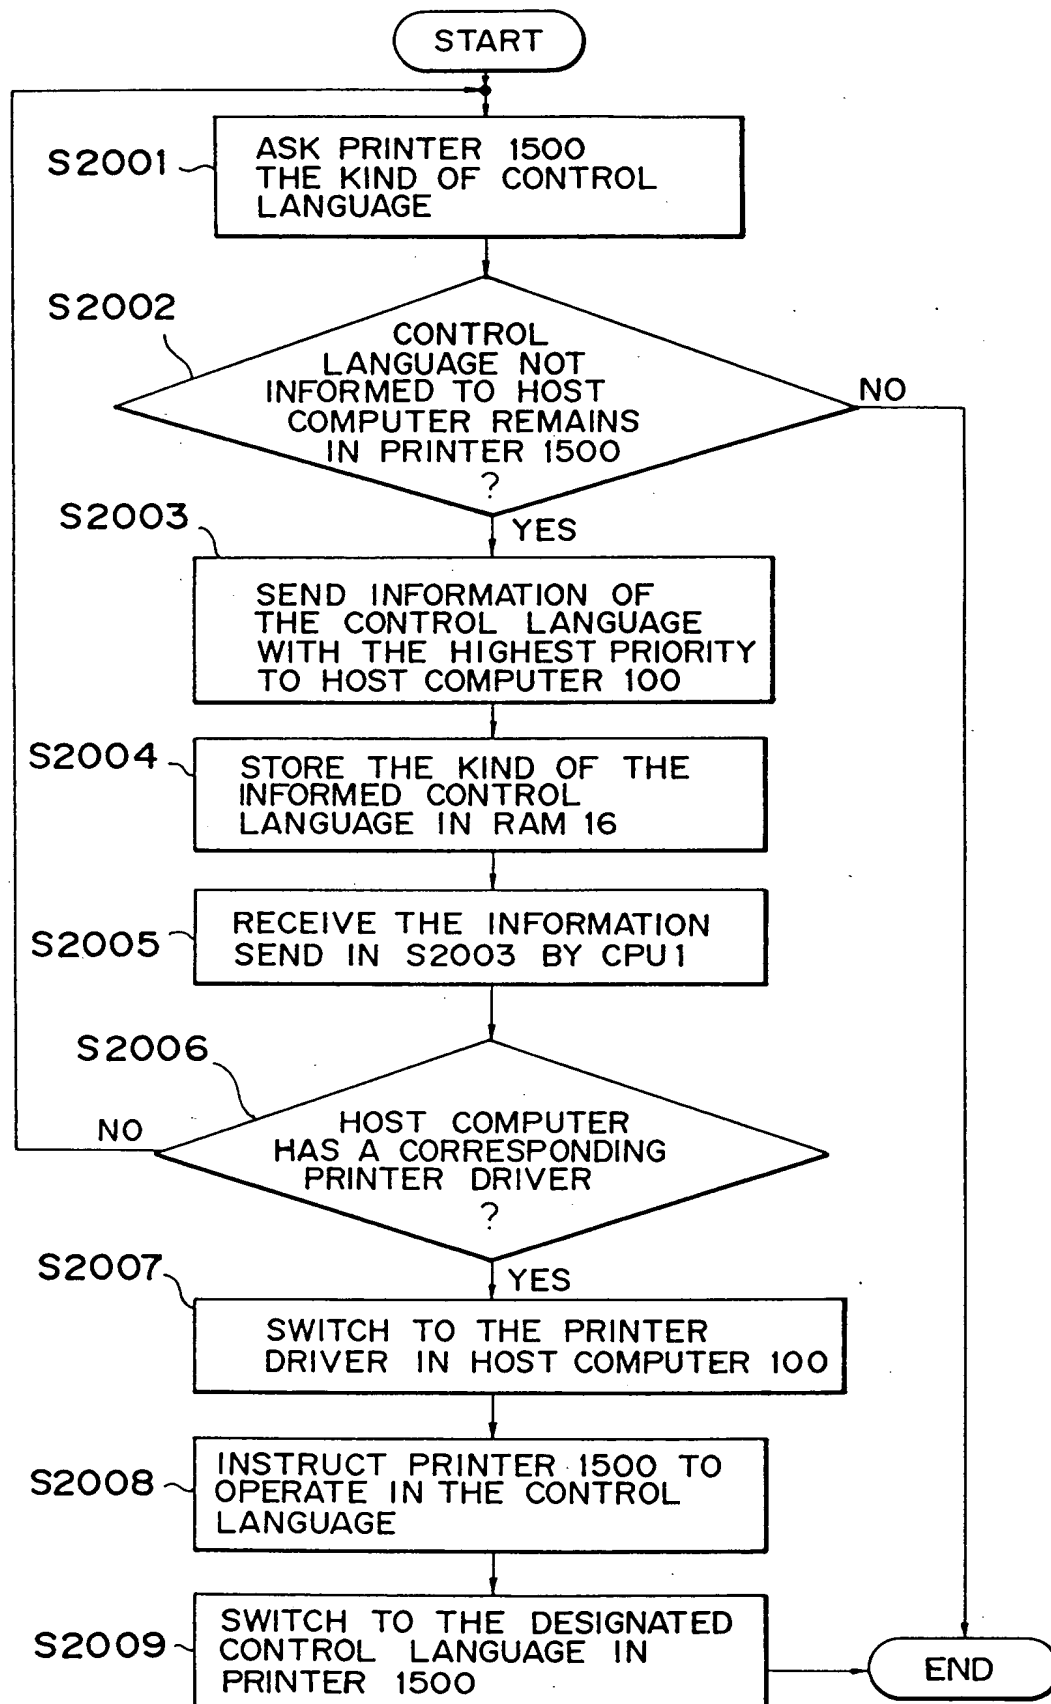 START
S2001
ASK PRINTER 1500
THE KIND OF CONTROL
LANGUAGE
S2002
CONTROL
LANGUAGE NOT
INFORMED TO HOST
COMPUTER REMAINS
IN PRINTER 1500
?
NO
YES
S2003
SEND INFORMATION OF
THE CONTROL LANGUAGE
WITH THE HIGHEST PRIORITY
TO HOST COMPUTER 100
S2004
STORE THE KIND OF THE
INFORMED CONTROL
LANGUAGE IN RAM 16
S2005
RECEIVE THE INFORMATION
SEND IN S2003 BY CPU1
S2006
NO
HOST COMPUTER
HAS A CORRESPONDING
PRINTER DRIVER
?
YES
S2007
SWITCH TO THE PRINTER
DRIVER IN HOST COMPUTER 100
S2008
INSTRUCT PRINTER 1500 TO
OPERATE IN THE CONTROL
LANGUAGE
S2009
SWITCH TO THE DESIGNATED
CONTROL LANGUAGE IN
PRINTER 1500
END